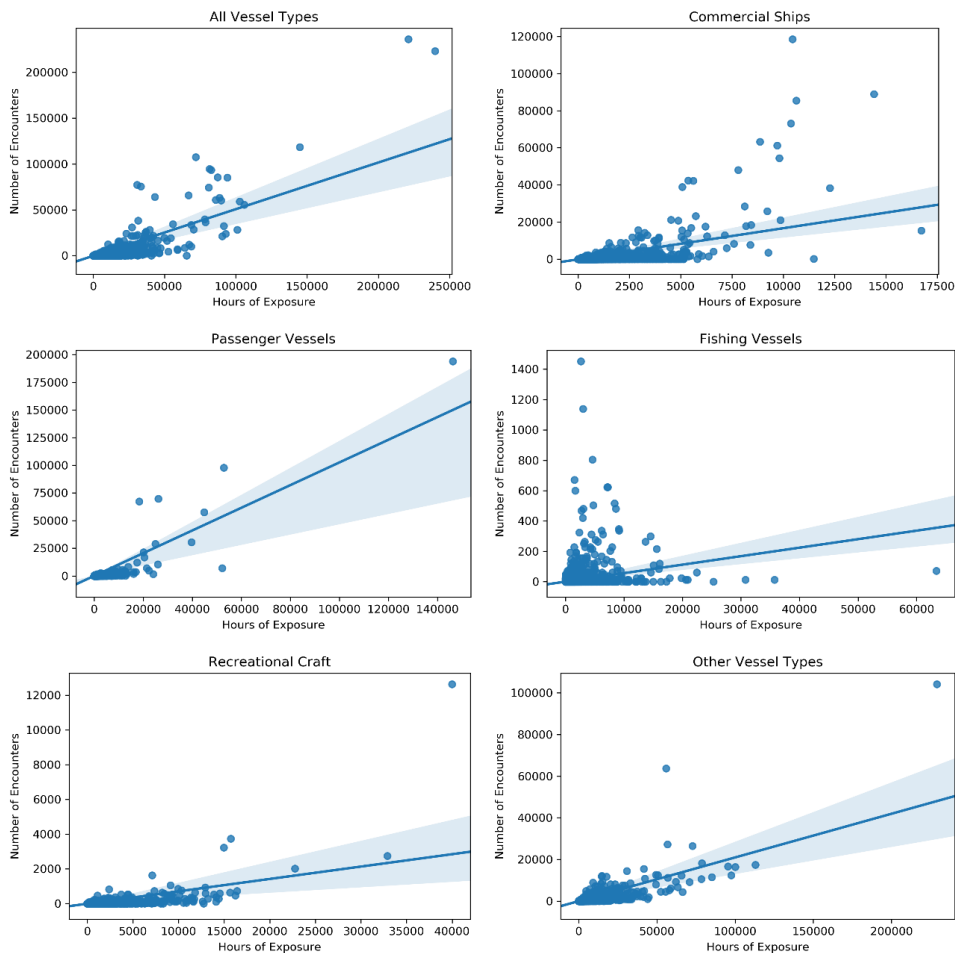 All Vessel Types
Number of Encounters
200000
150000
100000
50000
0
0 50000 100000 150000 200000 250000
Hours of Exposure
Commercial Ships
Number of Encounters
120000
100000
80000
60000
40000
20000
0
0 2500 5000 7500 10000 12500 15000 17500
Hours of Exposure
Passenger Vessels
Number of Encounters
200000
175000
150000
125000
100000
75000
50000
25000
0
0 20000 40000 60000 80000 100000 120000 140000
Hours of Exposure
Fishing Vessels
Number of Encounters
1400
1200
1000
800
600
400
200
0
0 10000 20000 30000 40000 50000 60000
Hours of Exposure
Recreational Craft
Number of Encounters
12000
10000
8000
6000
4000
2000
0
0 5000 10000 15000 20000 25000 30000 35000 40000
Hours of Exposure
Other Vessel Types
Number of Encounters
100000
80000
60000
40000
20000
0
0 50000 100000 150000 200000
Hours of Exposure